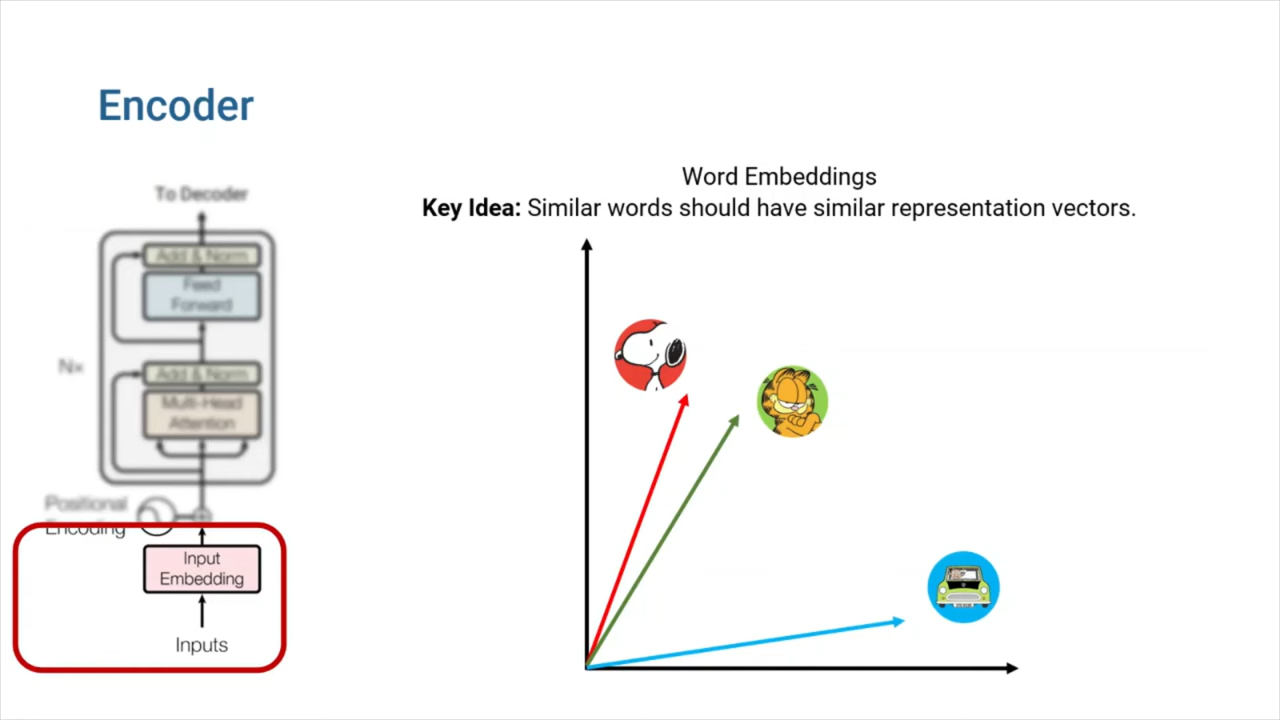 Encoder
To Decoder
Add & Norm
Feed
Forward
Nx
Add & Norm
Multi-Head
Attention
Positional
Encoding
Input
Embedding
Inputs
Word Embeddings
Key Idea: Similar words should have similar representation vectors.